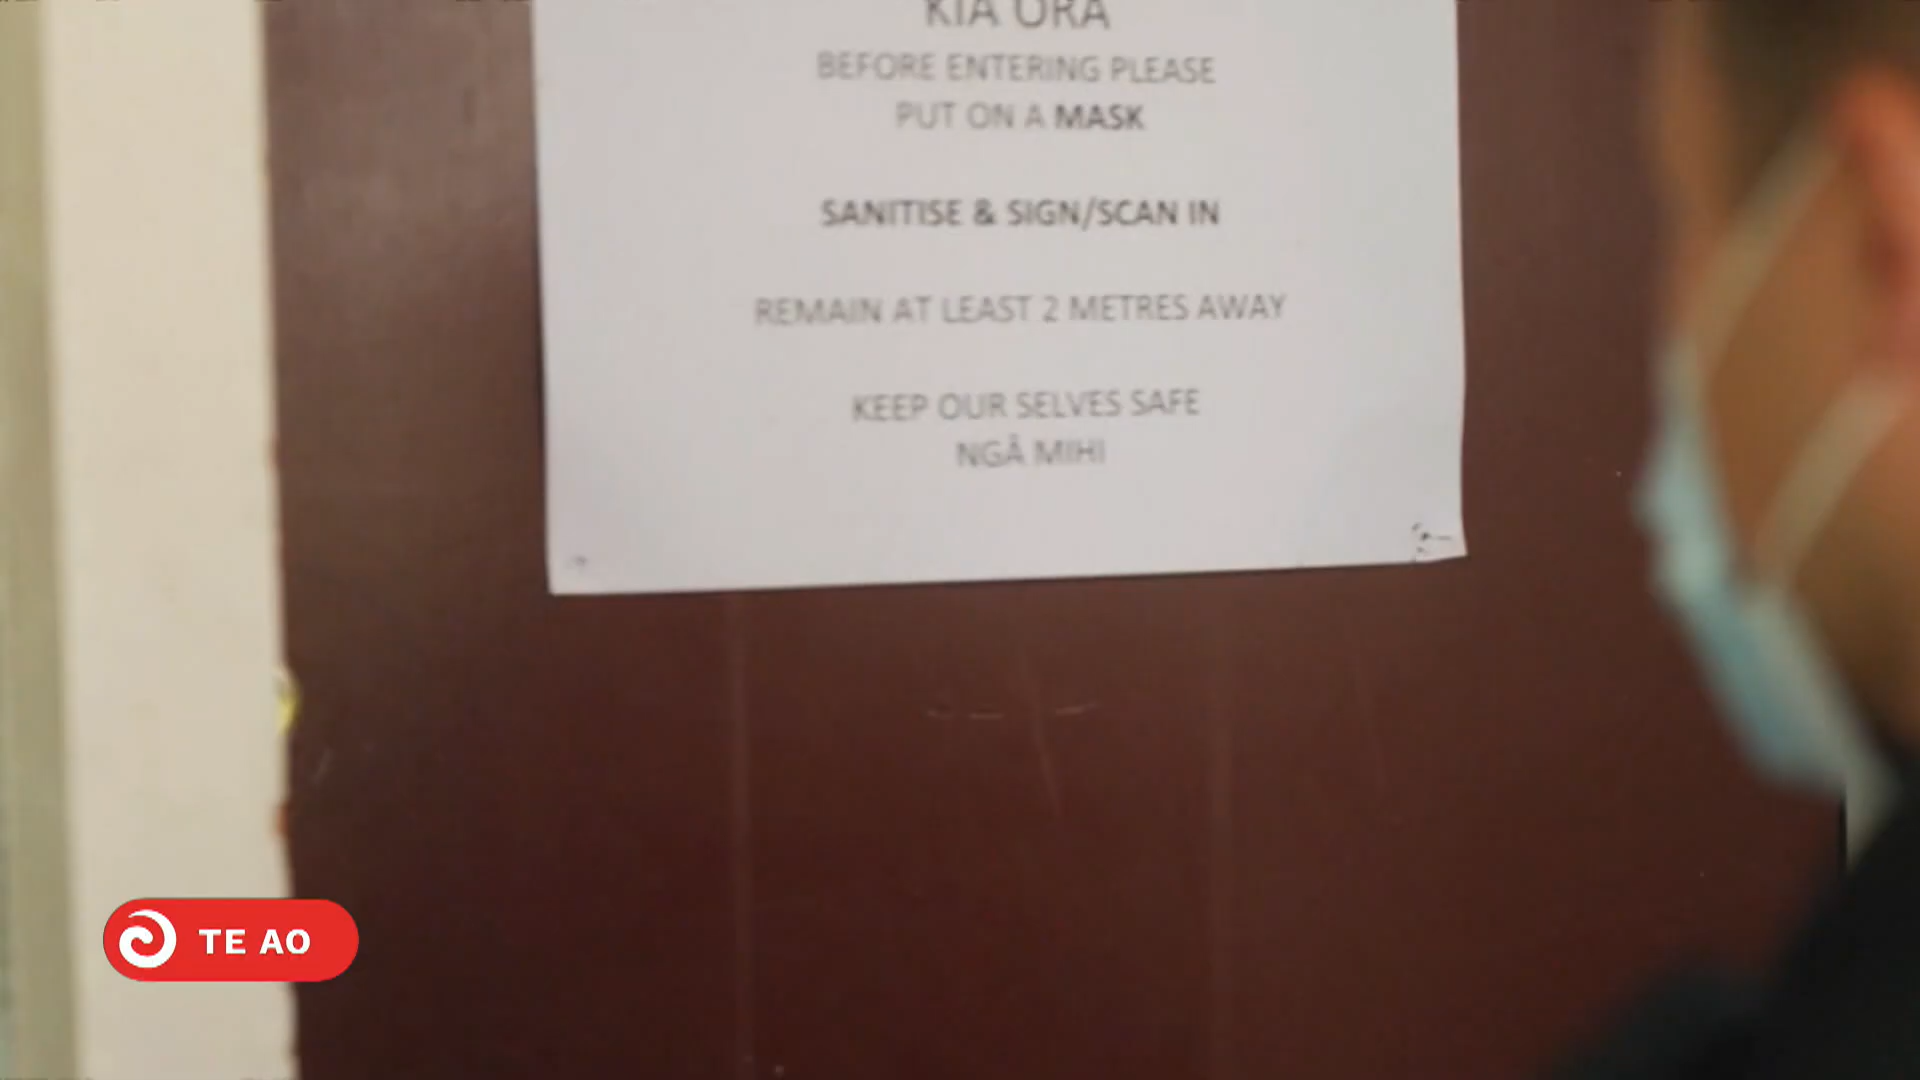 KIA ORA
BEFORE ENTERING PLEASE
PUT ON A MASK
SANITISE & SIGN/SCAN IN
REMAIN AT LEAST 2 METRES AWAY
KEEP OUR SELVES SAFE
NGÂ MIHI
TE AO